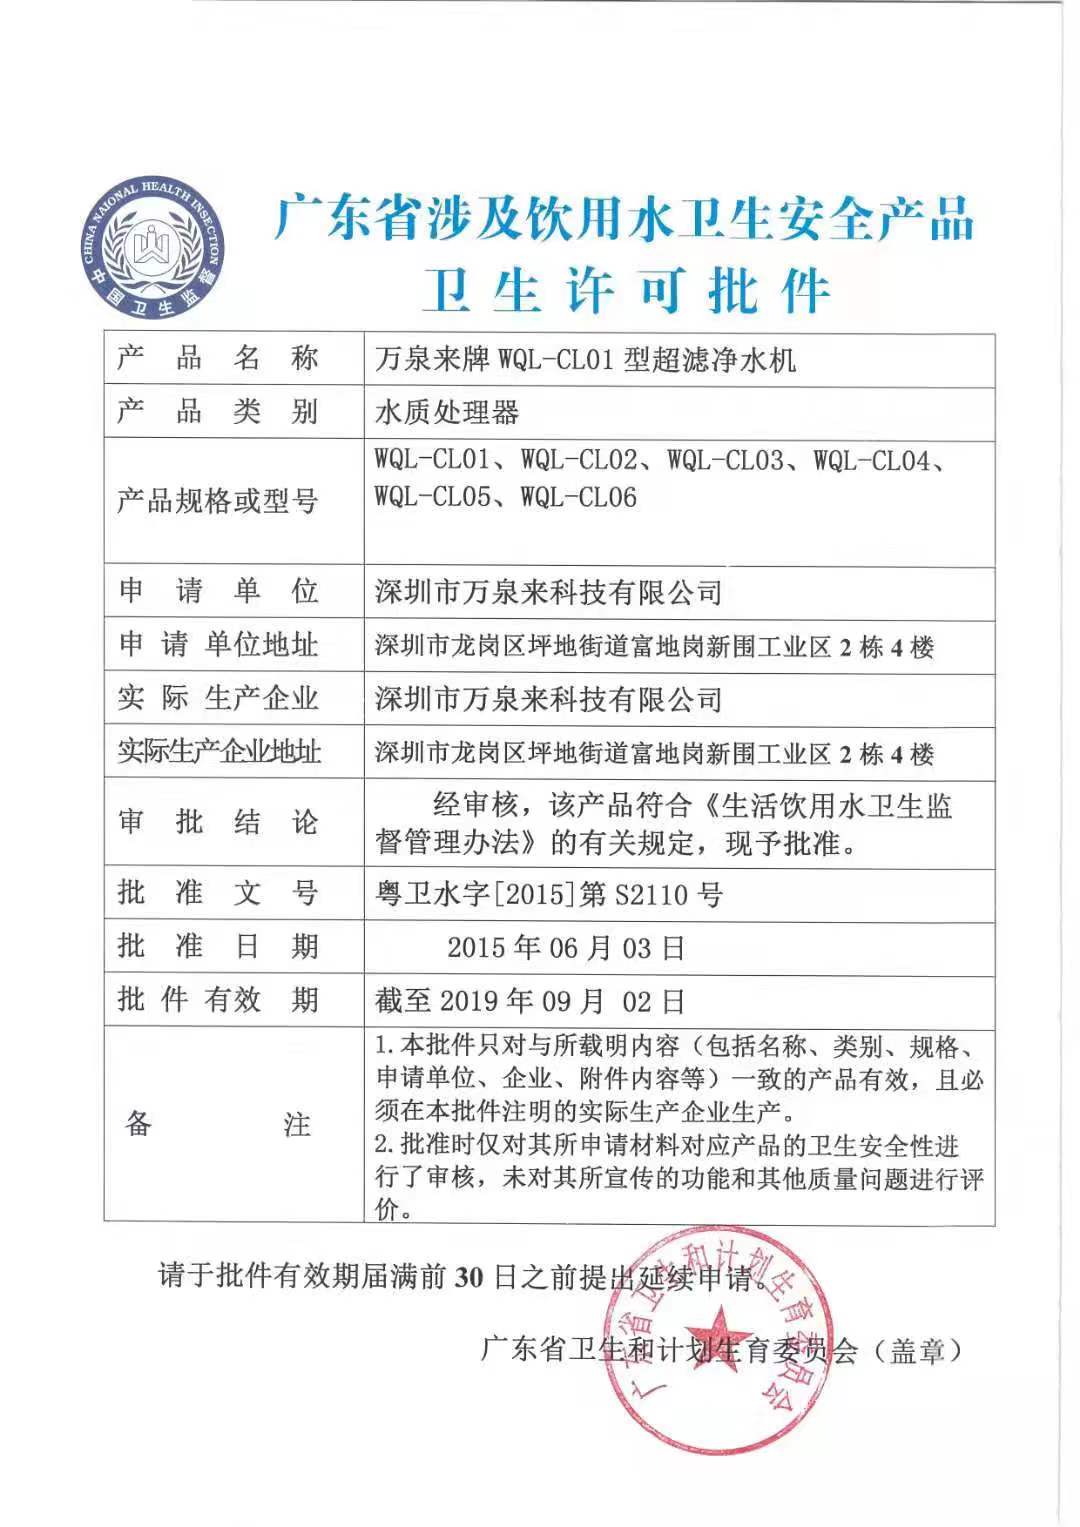 CHINA NAIONAL HEALTH INSECTION
中国卫生监督
广东省涉及饮用水卫生安全产品
卫生许可批件
产品名称 万泉来牌 WQL-CL01 型超滤净水机
产品类别 水质处理器
产品规格或型号 WQL-CL01、WQL-CL02、WQL-CL03、WQL-CL04、
WQL-CL05、WQL-CL06
申请单位 深圳市万泉来科技有限公司
申请单位地址 深圳市龙岗区坪地街道富地岗新围工业区 2 栋 4 楼
实际生产企业 深圳市万泉来科技有限公司
实际生产企业地址 深圳市龙岗区坪地街道富地岗新围工业区 2 栋 4 楼
审批结论 经审核，该产品符合《生活饮用水卫生监
督管理办法》的有关规定，现予批准。
批准文号 粤卫水字[2015]第 S2110 号
批准日期 2015 年 06 月 03 日
批件有效期 截至 2019 年 09 月 02 日
备注 1.本批件只对与所载明内容（包括名称、类别、规格、
申请单位、企业、附件内容等）一致的产品有效，且必
须在本批件注明的实际生产企业生产。
2.批准时仅对其所申请材料对应产品的卫生安全性进
行了审核，未对其所宣传的功能和其他质量问题进行评
价。
请于批件有效期届满前 30 日之前提出延续申请。
广东省卫生和计划生育委员会（盖章）
广东省卫生和计划生育委员会